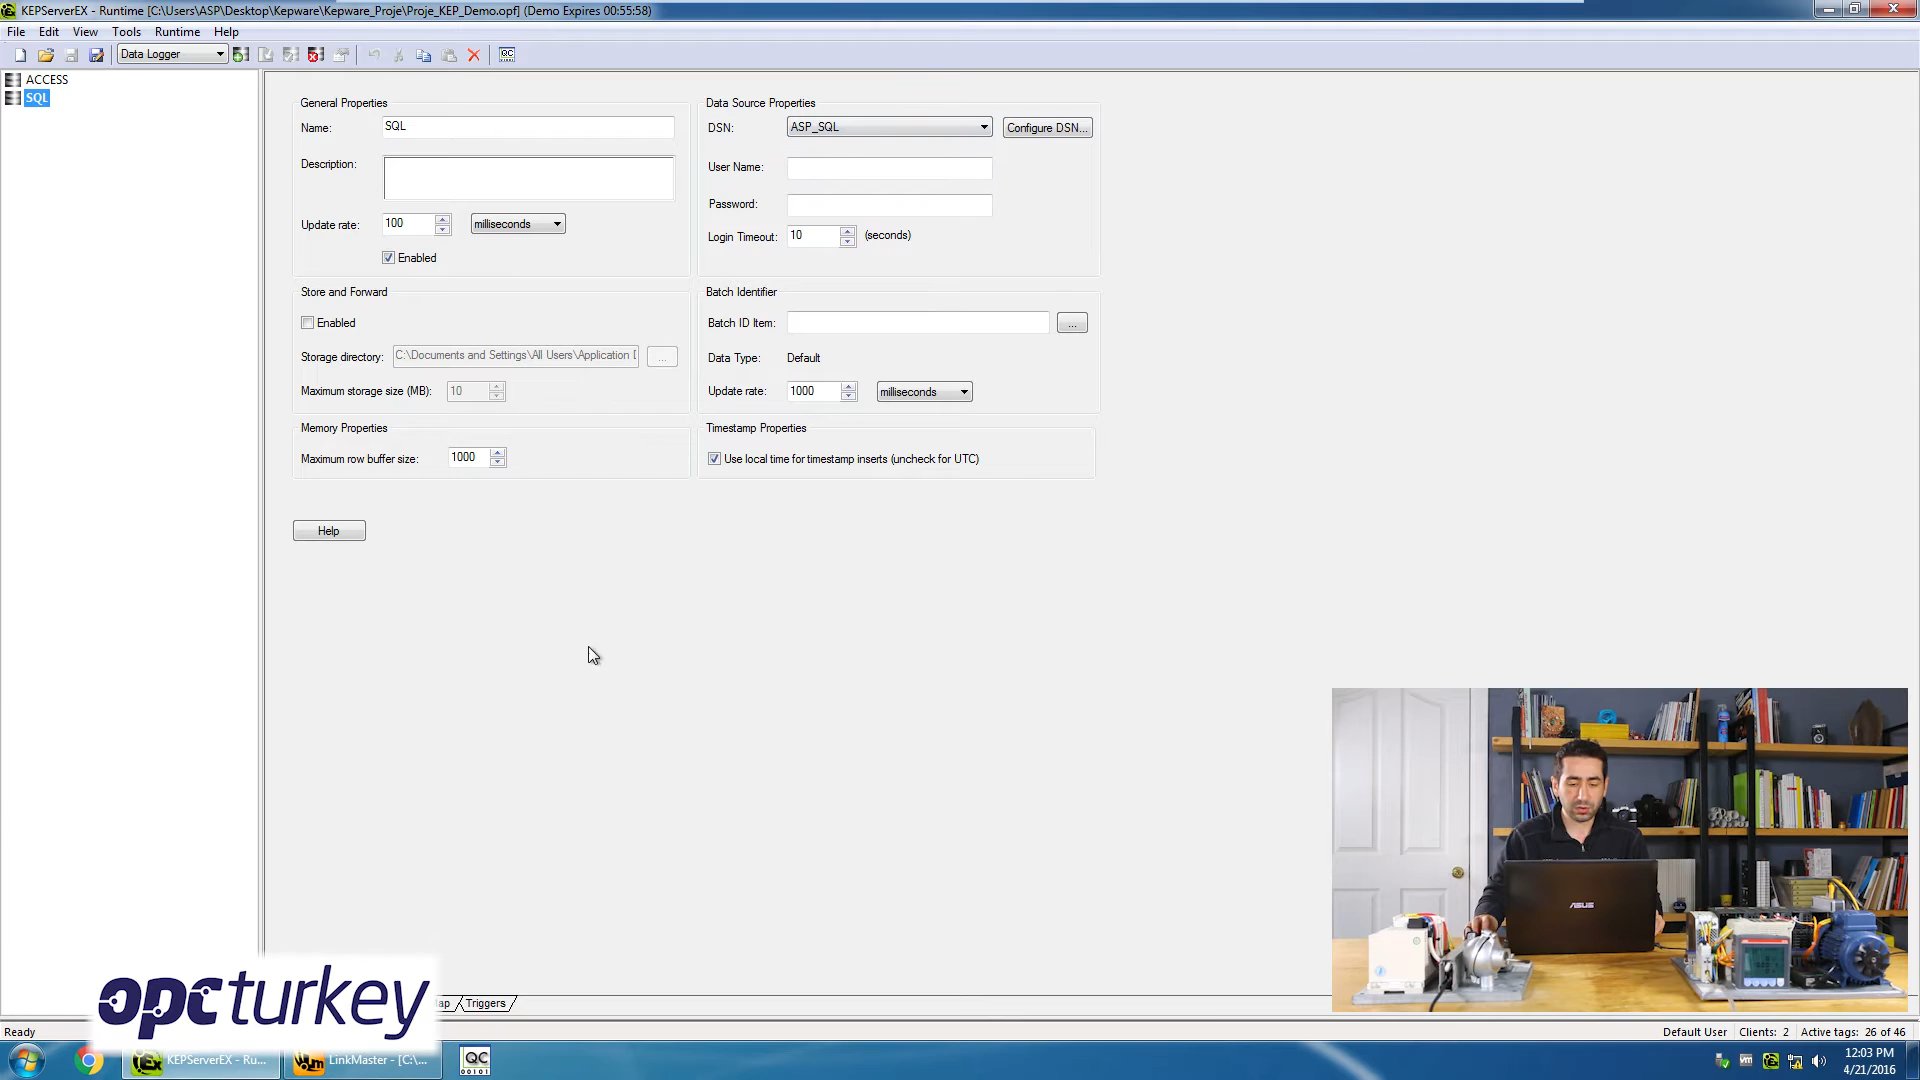 KEPServerEX - Runtime [C:\Users\ASP\Desktop\Kepware\Kepware_Proje\Proje_KEP_Demo.opf] (Demo Expires 00:55:58)
File Edit View Tools Runtime Help
Data Logger
ACCESS
SQL
General Properties
Name: SQL
Description:
Update rate: 100 milliseconds
Enabled
Data Source Properties
DSN: ASP_SQL Configure DSN...
User Name:
Password:
Login Timeout: 10 (seconds)
Store and Forward
Enabled
Storage directory: C:\Documents and Settings\All Users\Application D ...
Maximum storage size (MB): 10
Batch Identifier
Batch ID Item: ...
Data Type: Default
Update rate: 1000 milliseconds
Memory Properties
Maximum row buffer size: 1000
Timestamp Properties
Use local time for timestamp inserts (uncheck for UTC)
Help
ASUS
opcturkey
ap Triggers
Ready
Default User Clients: 2 Active tags: 26 of 46
KEPServerEX - Ru...
LinkMaster - [C:\...
QC
12:03 PM
4/21/2016